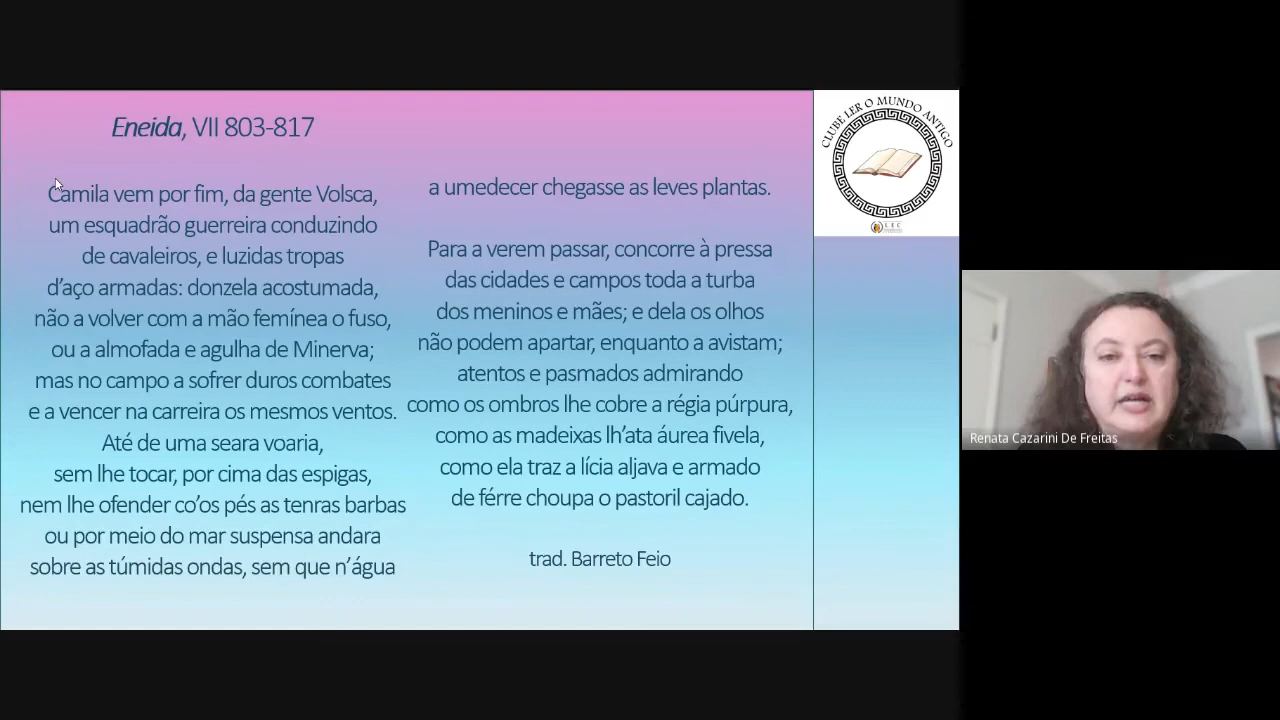 Eneida, VII 803-817
Camila vem por fim, da gente Volsca,
um esquadrão guerreira conduzindo
de cavaleiros, e luzidas tropas
d’aço armadas: donzela acostumada,
não a volver com a mão femínea o fuso,
ou a almofada e agulha de Minerva;
mas no campo a sofrer duros combates
e a vencer na carreira os mesmos ventos.
Até de uma seara voaria,
sem lhe tocar, por cima das espigas,
nem lhe ofender co’os pés as tenras barbas
ou por meio do mar suspensa andara
sobre as túmidas ondas, sem que n’água
a umedecer chegasse as leves plantas.
Para a verem passar, concorre à pressa
das cidades e campos toda a turba
dos meninos e mães; e dela os olhos
não podem apartar, enquanto a avistam;
atentos e pasmados admirando
como os ombros lhe cobre a régia púrpura,
como as madeixas lh’ata áurea fivela,
como ela traz a lícia aljava e armado
de férre choupa o pastoril cajado.
trad. Barreto Feio
CLUBE LER O MUNDO ANTIGO
Renata Cazarini De Freitas